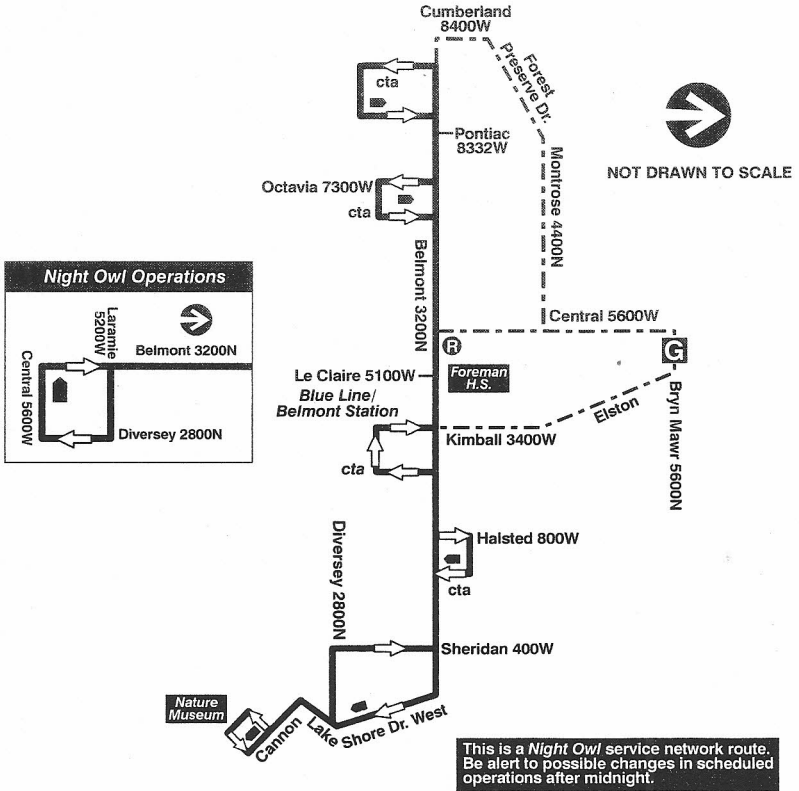 Cumberland
8400W
cta
Forest
Preserve Dr.
Pontiac
8332W
NOT DRAWN TO SCALE
Octavia 7300W
cta
Montrose 4400N
Belmont 3200N
Night Owl Operations
Laramie
5200W
Belmont 3200N
Central 5600W
Diversey 2800N
Central 5600W
R
G
Foreman
H.S.
Le Claire 5100W
Blue Line/
Belmont Station
Elston
Bryn Mawr 5600N
Kimball 3400W
cta
Halsted 800W
cta
Diversey 2800N
Sheridan 400W
Nature
Museum
Cannon
Lake Shore Dr. West
This is a Night Owl service network route.
Be alert to possible changes in scheduled
operations after midnight.